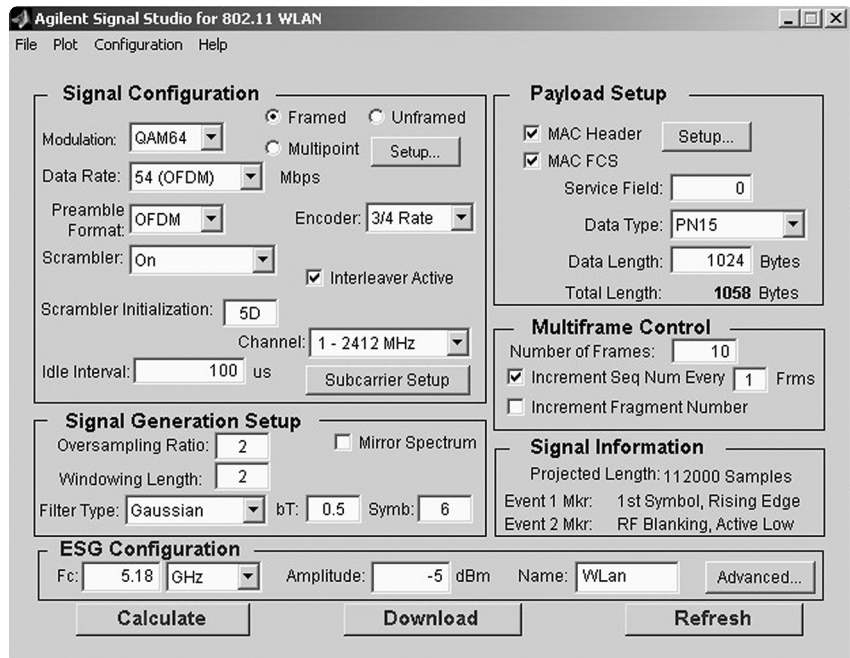 Agilent Signal Studio for 802.11 WLAN
File Plot Configuration Help
Signal Configuration
Framed Unframed
Modulation: QAM64
Multipoint Setup...
Data Rate: 54 (OFDM) Mbps
Preamble
Format: OFDM Encoder: 3/4 Rate
Scrambler: On
Interleaver Active
Scrambler Initialization: 5D
Channel: 1 - 2412 MHz
Idle Interval: 100 us Subcarrier Setup
Payload Setup
MAC Header Setup...
MAC FCS
Service Field: 0
Data Type: PN15
Data Length: 1024 Bytes
Total Length: 1058 Bytes
Multiframe Control
Number of Frames: 10
Increment Seq Num Every 1 Frms
Increment Fragment Number
Signal Generation Setup
Oversampling Ratio: 2 Mirror Spectrum
Windowing Length: 2
Filter Type: Gaussian bT: 0.5 Symb: 6
Signal Information
Projected Length: 112000 Samples
Event 1 Mkr: 1st Symbol, Rising Edge
Event 2 Mkr: RF Blanking, Active Low
ESG Configuration
Fc: 5.18 GHz Amplitude: -5 dBm Name: WLan Advanced...
Calculate Download Refresh